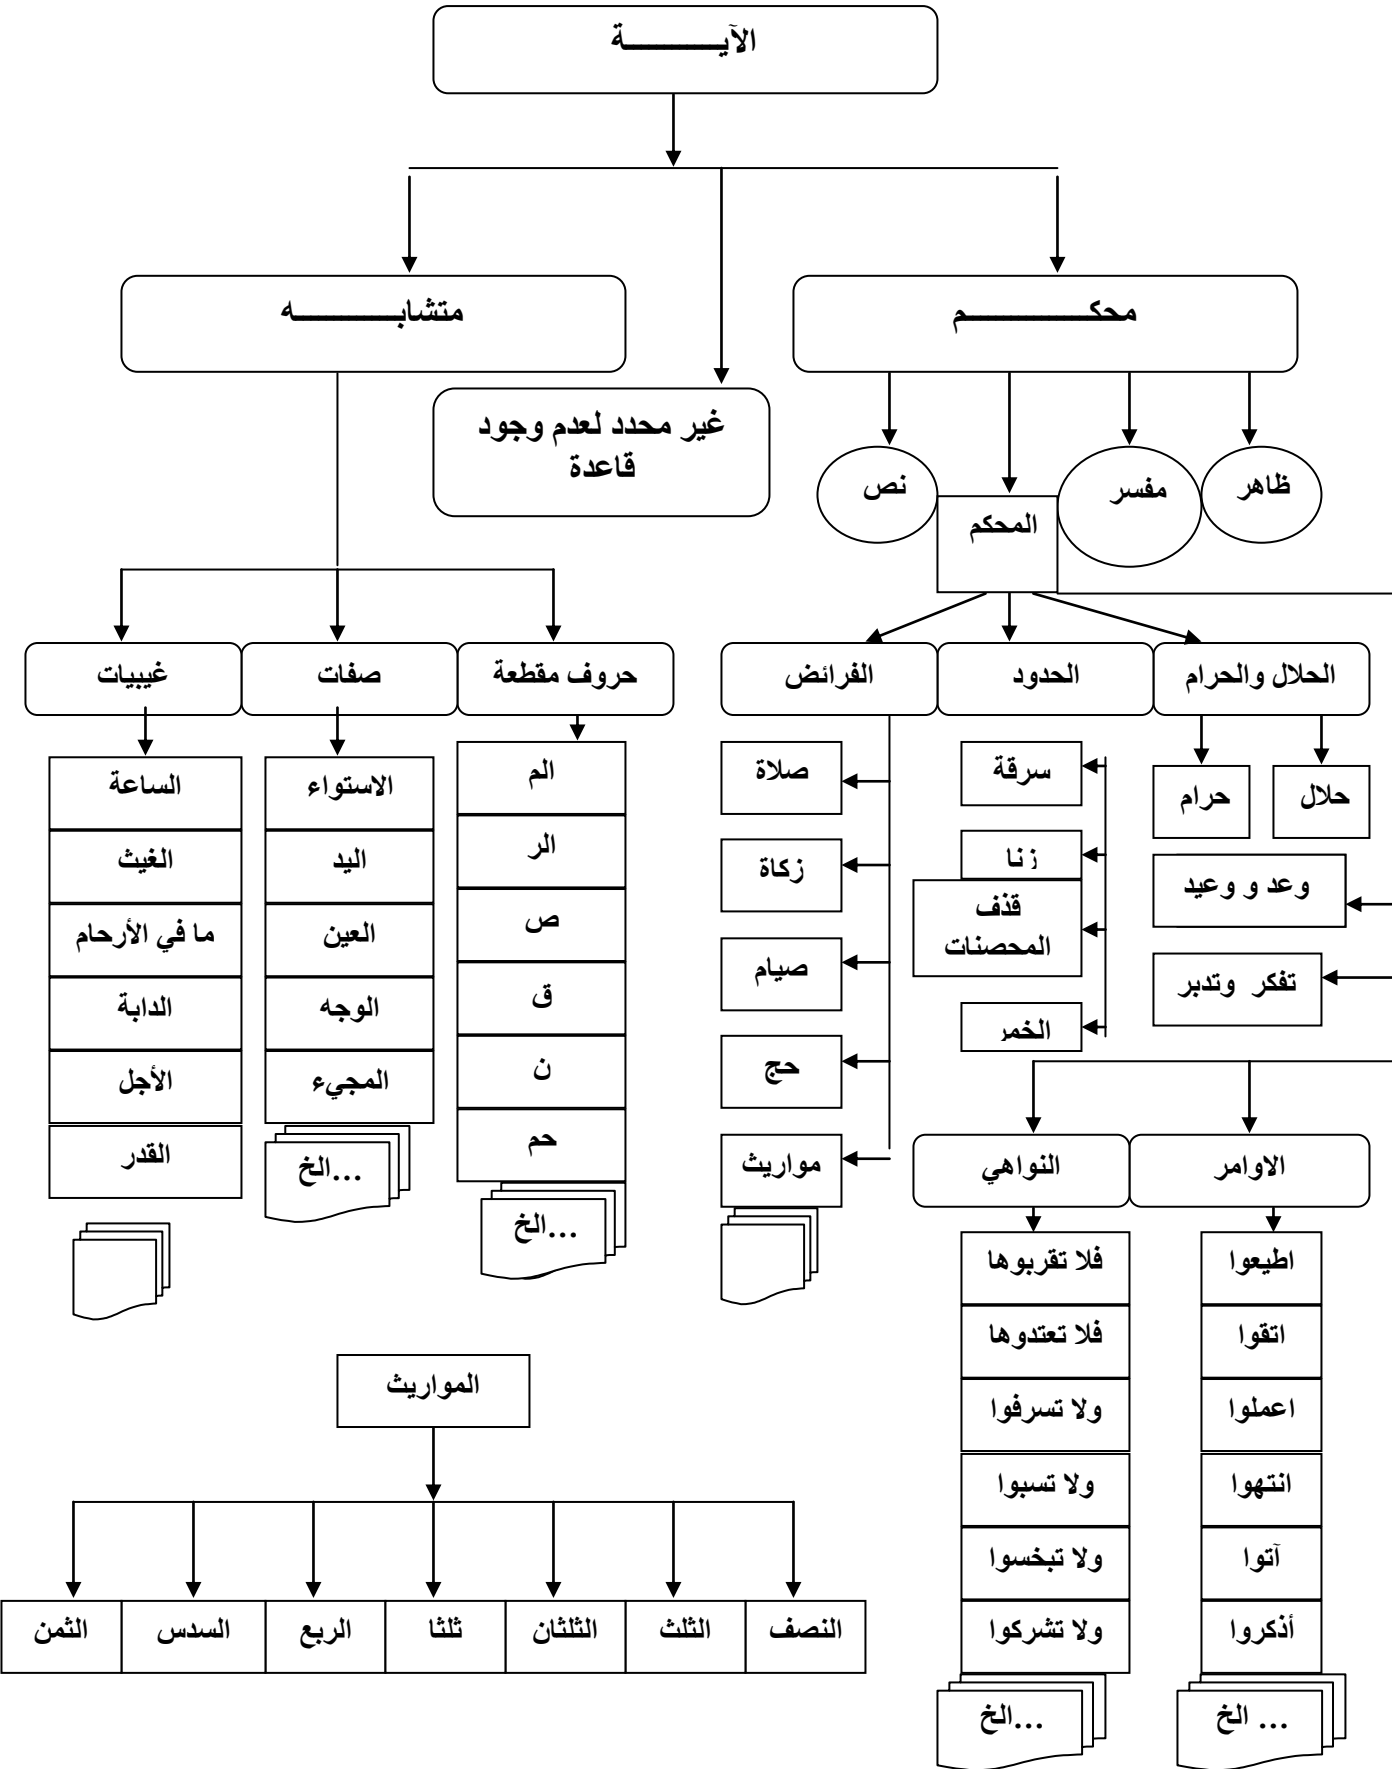 الآيـــــــــــة
متشابـــــــــــه
محكـــــــــــــم
غير محدد لعدم وجود
قاعدة
ظاهر
مفسر
المحكم
نص
الحلال والحرام
الحدود
الفرائض
حروف مقطعة
صفات
غيبيات
حلال
حرام
وعد و وعيد
تفكر وتدبر
سرقة
زنا
قذف
المحصنات
الخمر
صلاة
زكاة
صيام
حج
مواريث
الم
الر
ص
ق
ن
حم
...الخ
الاستواء
اليد
العين
الوجه
المجيء
...الخ
الساعة
الغيث
ما في الأرحام
الدابة
الأجل
القدر
الاوامر
النواهي
اطيعوا
اتقوا
اعملوا
انتهوا
آتوا
أذكروا
... الخ
فلا تقربوها
فلا تعتدوها
ولا تسرفوا
ولا تسبوا
ولا تبخسوا
ولا تشركوا
...الخ
المواريث
النصف
الثلث
الثلثان
ثلثا
الربع
السدس
الثمن